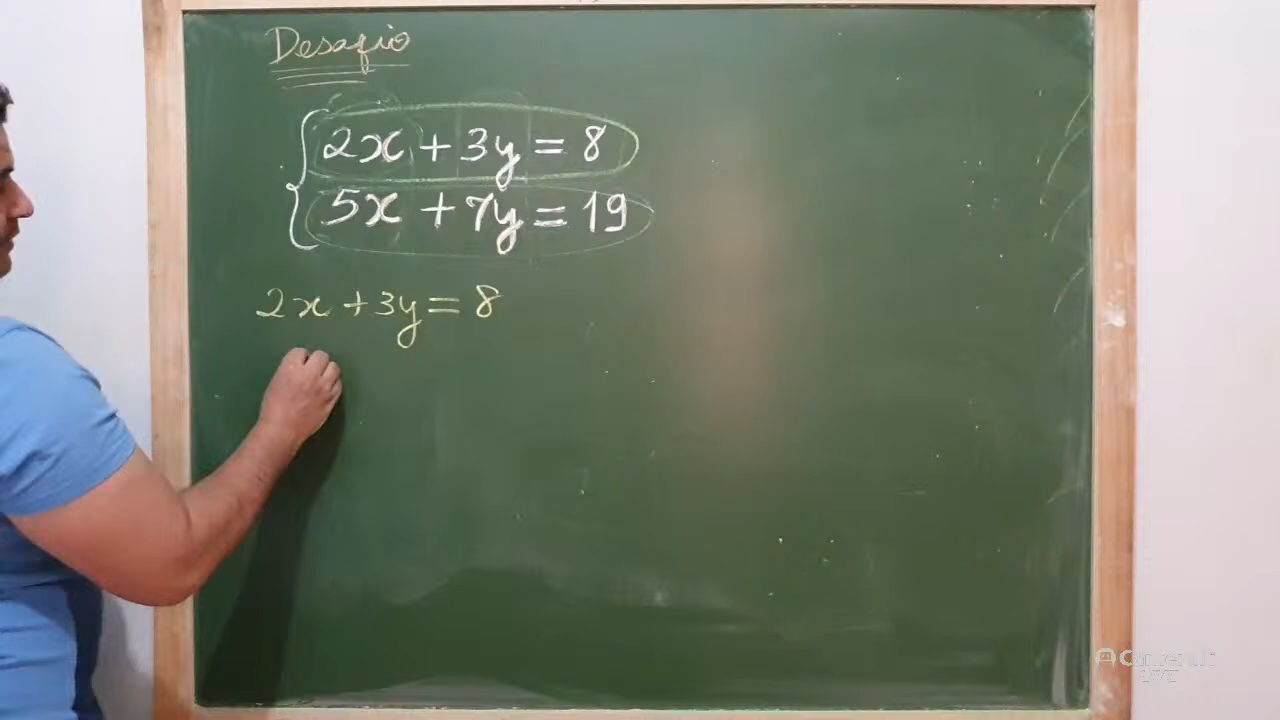 Desafio
2x + 3y = 8
5x + 7y = 19
2x + 3y = 8